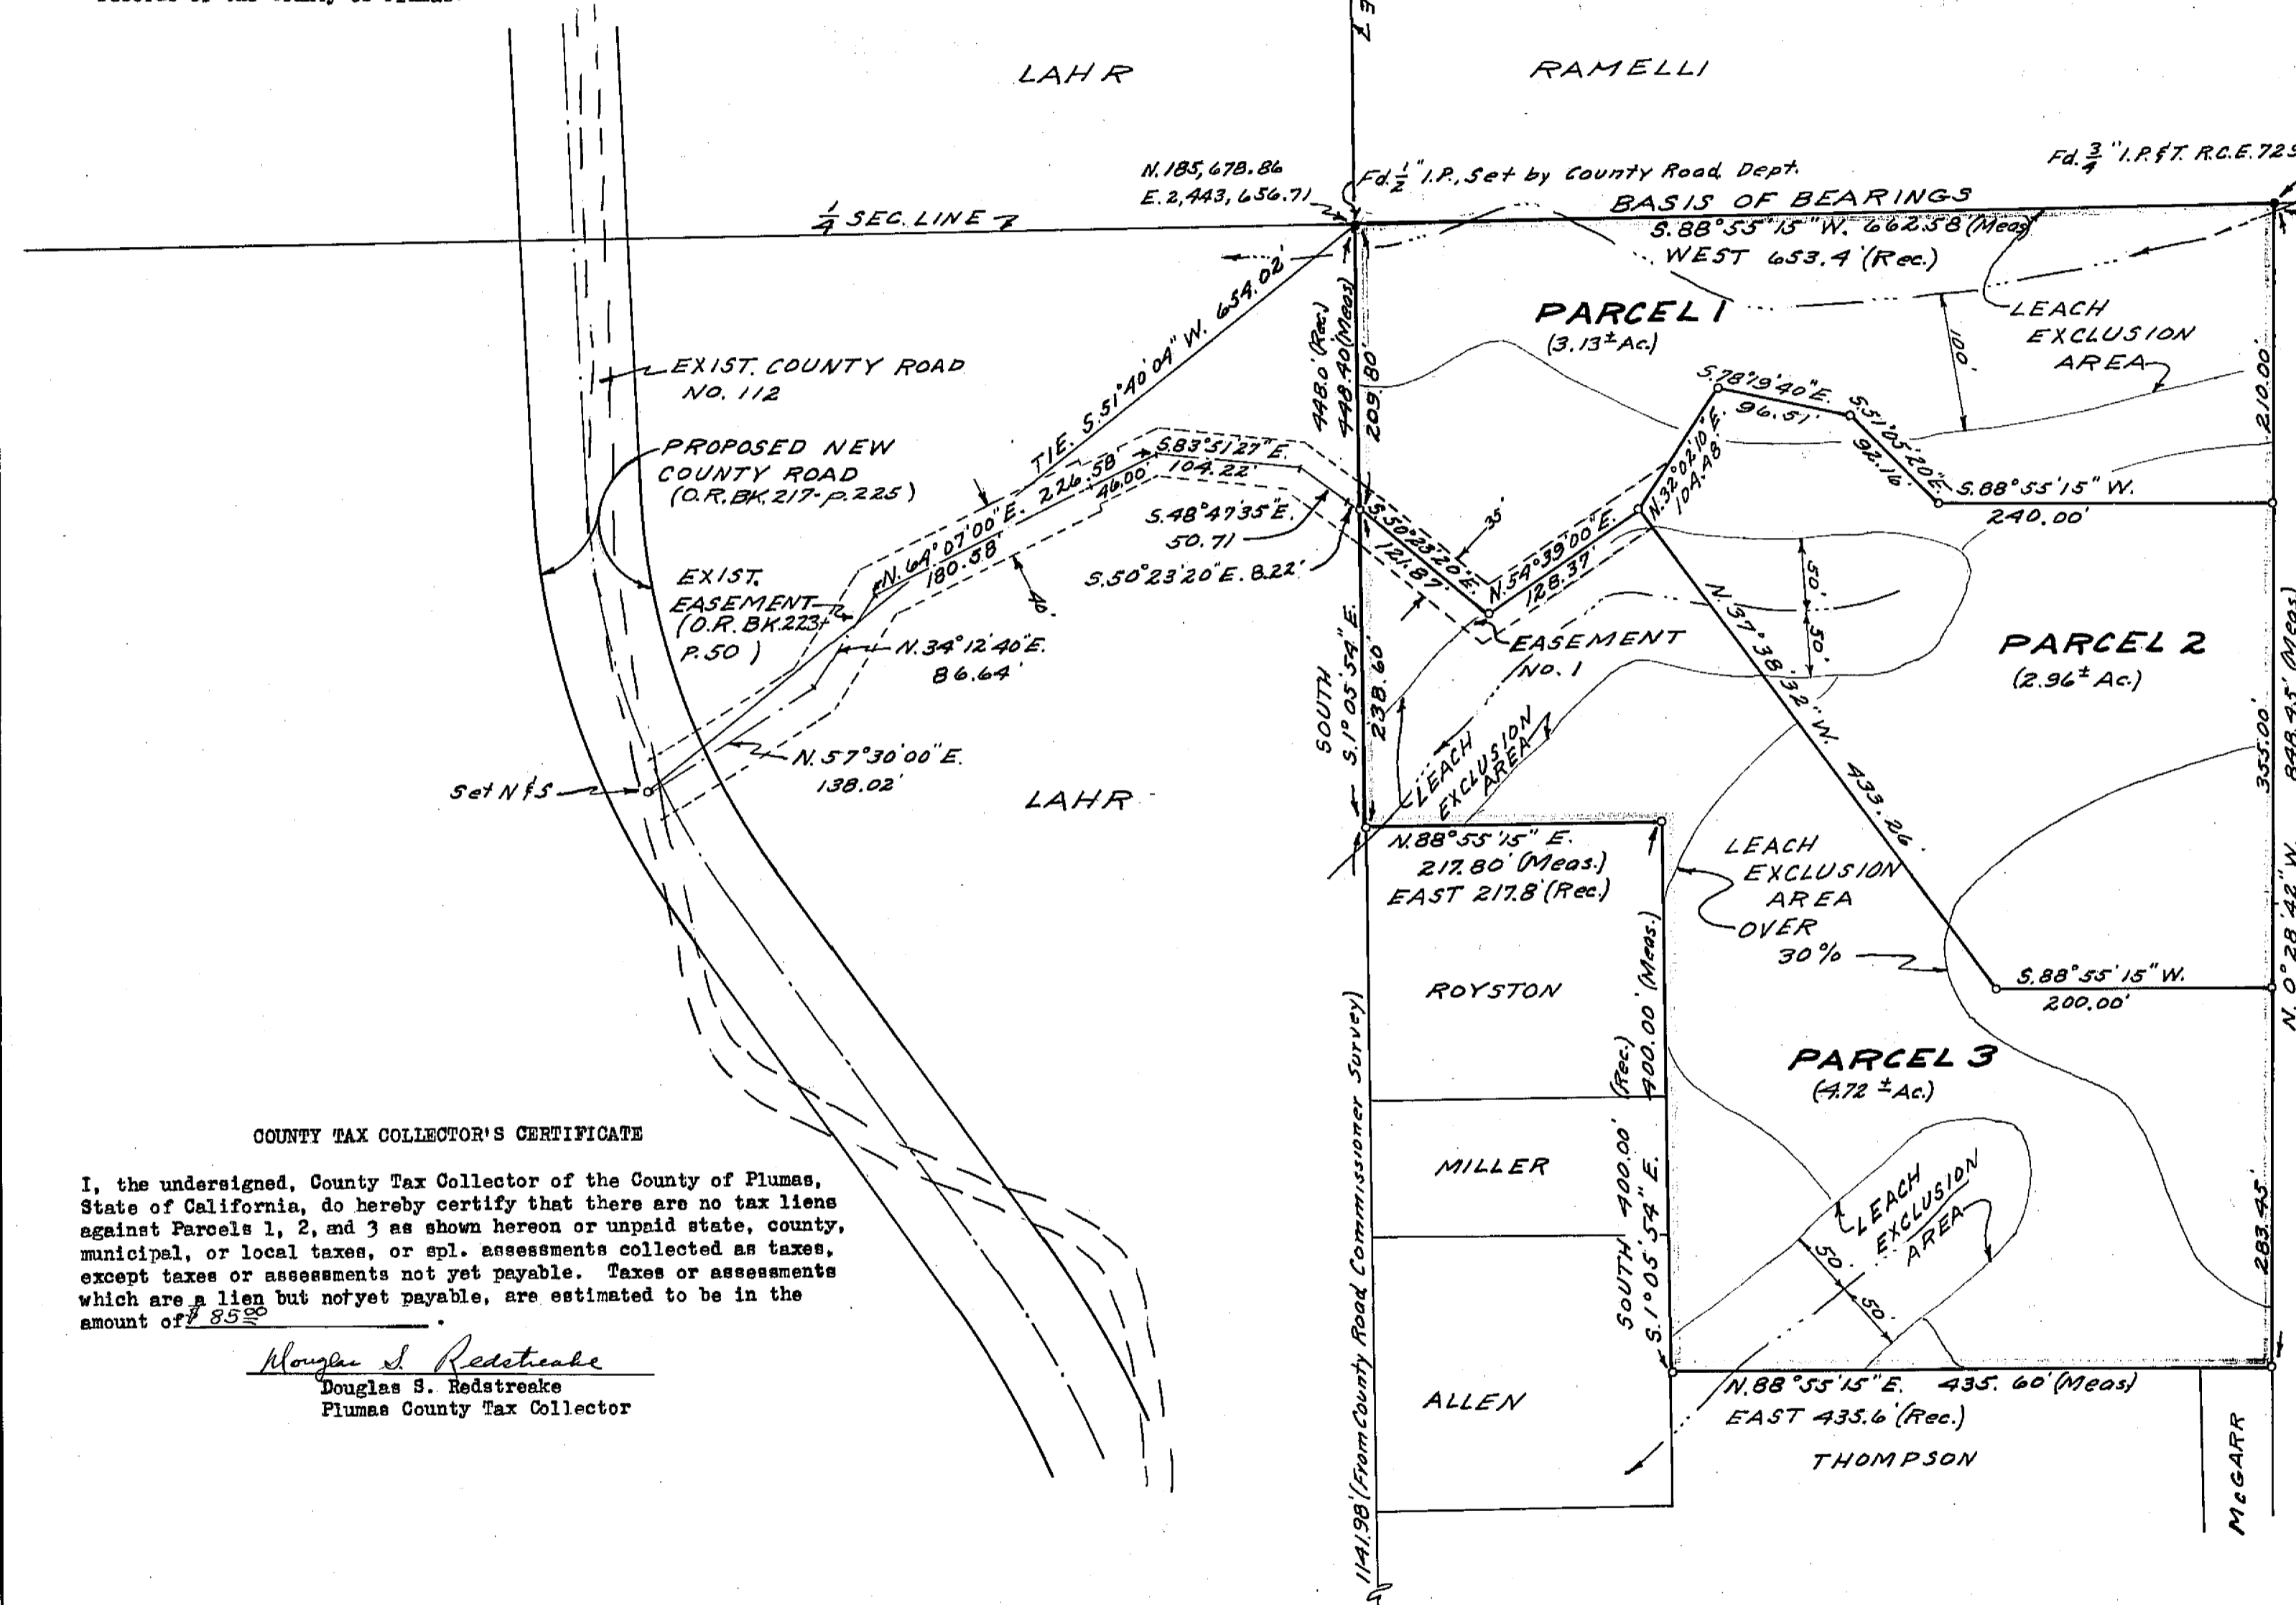 LAHR
RAMELLI
N. 185,678.86
E. 2,443,656.71
Fd. 1/2" I.P., Set by County Road Dept.
Fd. 3/4" I.P. & T. R.C.E. 725
BASIS OF BEARINGS
S. 88°55'15" W. 662.58 (Meas)
WEST 653.4' (Rec.)
1/4 SEC. LINE
PARCEL 1
(3.13± Ac.)
LEACH
EXCLUSION
AREA
100'
210.00'
TIE. S. 51°40'04" W. 654.02'
448.0' (Rec.)
448.40 (Meas)
209.80'
EXIST. COUNTY ROAD
NO. 112
PROPOSED NEW
COUNTY ROAD
(O.R. BK. 217-p. 225)
S. 78°19'40" E.
96.51'
S. 51°05'20" E.
92.16'
N. 32°02'10" E.
104.48'
S. 88°55'15" W.
240.00'
S. 83°51'27" E.
104.22'
226.58'
46.00'
N. 64°07'00" E.
180.58'
40'
S. 48°47'35" E.
50.71
S. 50°23'20" E. 8.22'
S. 50°23'20" E.
121.87'
35'
N. 54°39'00" E.
128.37'
EXIST.
EASEMENT
(O.R. BK. 223
P. 50)
N. 34°12'40" E.
86.64'
EASEMENT
NO. 1
50'
50'
PARCEL 2
(2.96± Ac.)
N. 37°38'32" W. 433.26'
SOUTH
S. 1°05'54" E.
238.60'
LEACH
EXCLUSION
AREA
N. 57°30'00" E.
138.02'
Set N & S
LAHR
355.00'
848.45' (Meas)
N. 0°28'42" W.
N. 88°55'15" E.
217.80' (Meas.)
EAST 217.8' (Rec.)
LEACH
EXCLUSION
AREA
OVER
30%
S. 88°55'15" W.
200.00'
ROYSTON
PARCEL 3
(4.72± Ac.)
SOUTH 400.00' (Rec.)
S. 1°05'54" E. 400.00' (Meas.)
MILLER
1141.98' (From County Road Commissioner Survey)
LEACH
EXCLUSION
AREA
50'
50'
283.45'
ALLEN
N. 88°55'15" E. 435.60' (Meas)
EAST 435.6' (Rec.)
THOMPSON
McGARR
COUNTY TAX COLLECTOR'S CERTIFICATE
I, the undersigned, County Tax Collector of the County of Plumas,
State of California, do hereby certify that there are no tax liens
against Parcels 1, 2, and 3 as shown hereon or unpaid state, county,
municipal, or local taxes, or spl. assessments collected as taxes,
except taxes or assessments not yet payable. Taxes or assessments
which are a lien but not yet payable, are estimated to be in the
amount of $ 85 00 .
Douglas S. Redstreake
Douglas S. Redstreake
Plumas County Tax Collector